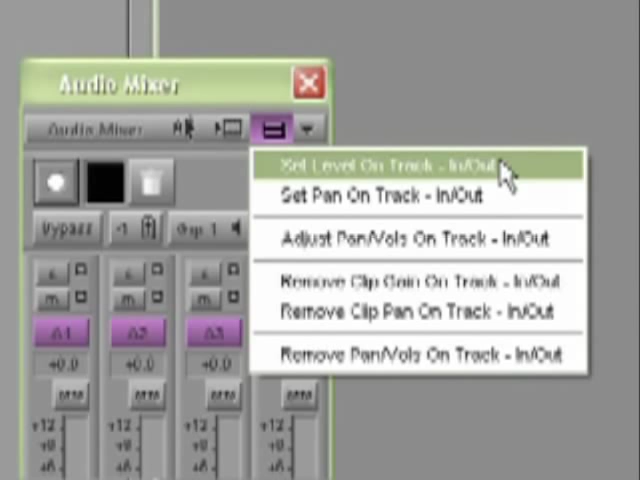 Audio Mixer
Audio Mixer
Set Level On Track - In/Out
Set Pan On Track - In/Out
Bypass -1 Grp 1
Adjust Pan/Vols On Track - In/Out
s s s
Remove Clip Gain On Track - In/Out
m m m
Remove Clip Pan On Track - In/Out
A1 A2 A3
Remove Pan/Vols On Track - In/Out
+0.0 +0.0 +0.0
+12 +12 +12 +12